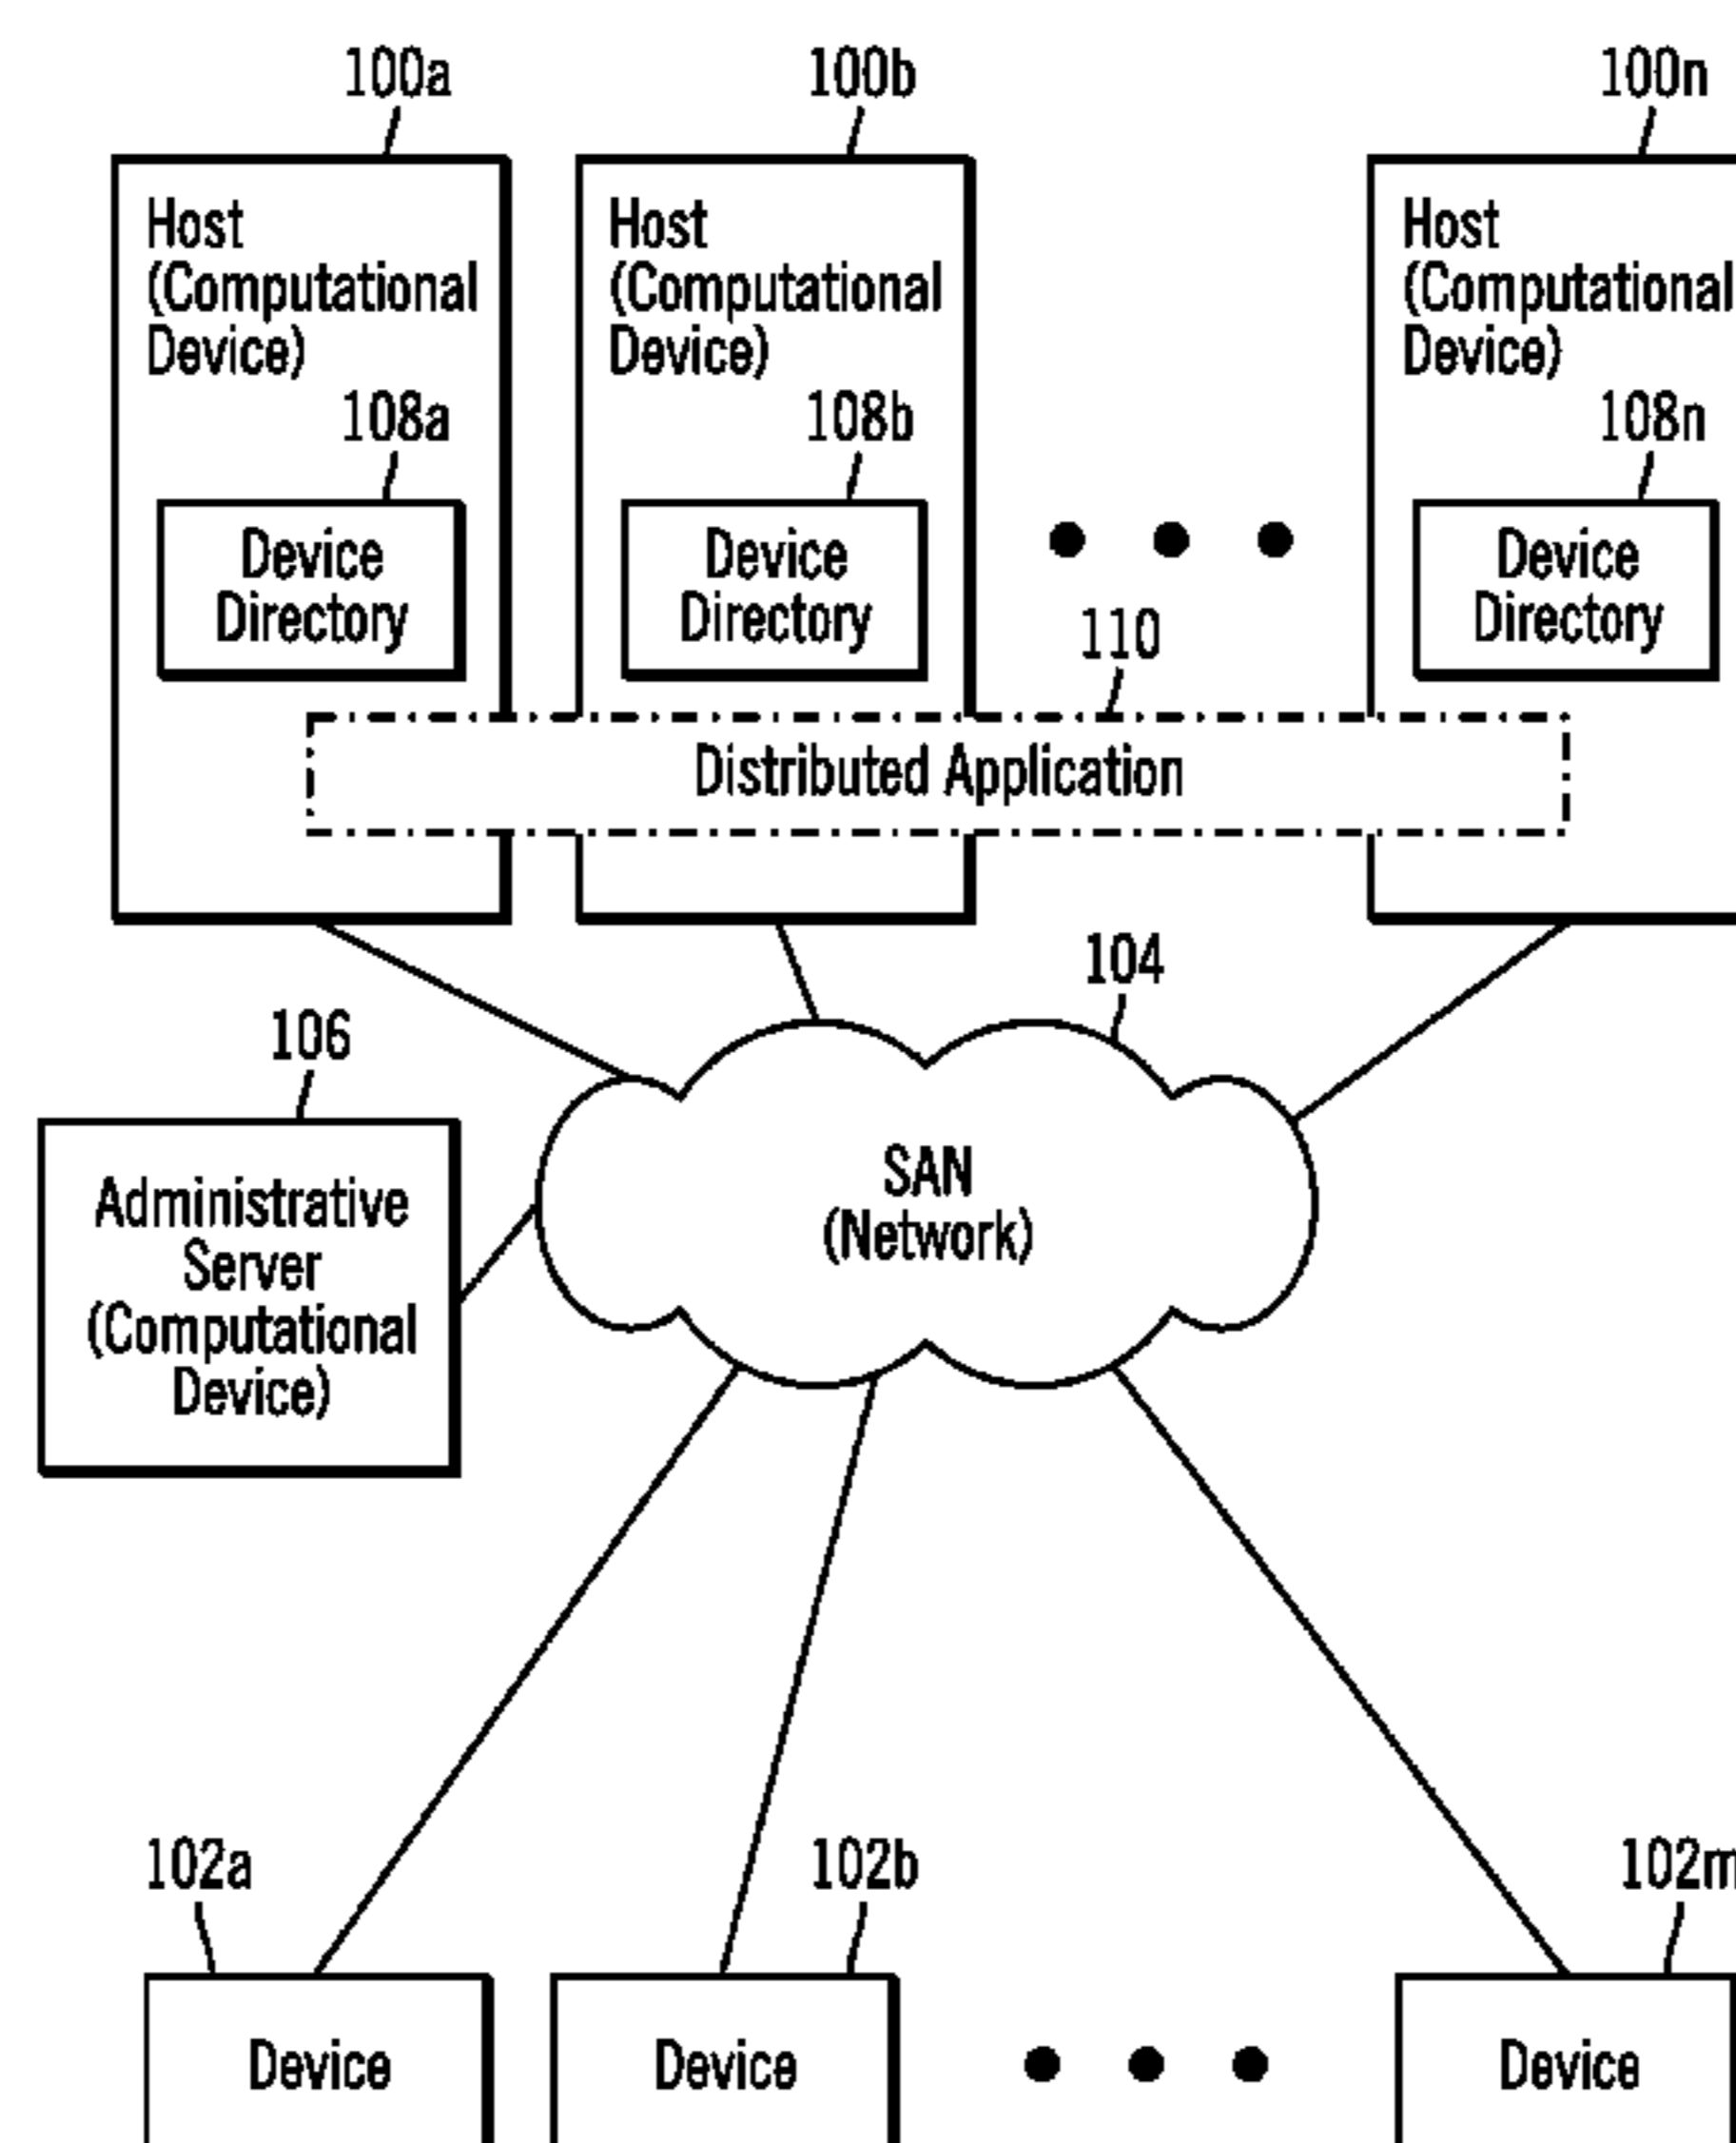 100a
100b
100n
Host
(Computational
Device)
Host
(Computational
Device)
Host
(Computational
Device)
108a
108b
108n
Device
Directory
Device
Directory
Device
Directory
110
Distributed Application
104
106
SAN
(Network)
Administrative
Server
(Computational
Device)
102a
102b
102m
Device
Device
Device